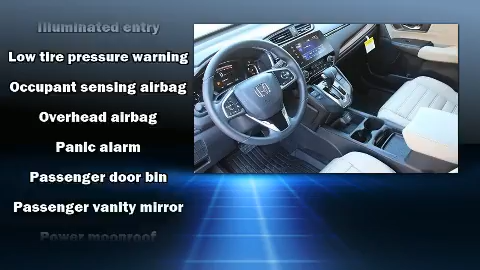 Illuminated entry
Low tire pressure warning
Occupant sensing airbag
Overhead airbag
Panic alarm
Passenger door bin
Passenger vanity mirror
Power moonroof